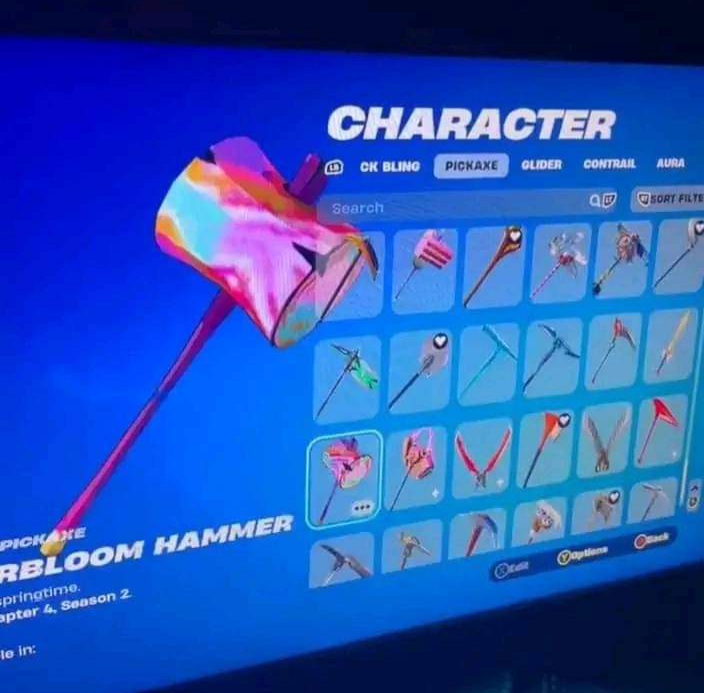 CHARACTER
LB CK BLING PICKAXE GLIDER CONTRAIL AURA
Search
SORT FILTE
PICKAXE
RBLOOM HAMMER
springtime.
apter 4, Season 2.
le in:
X Edit Y Options B Back